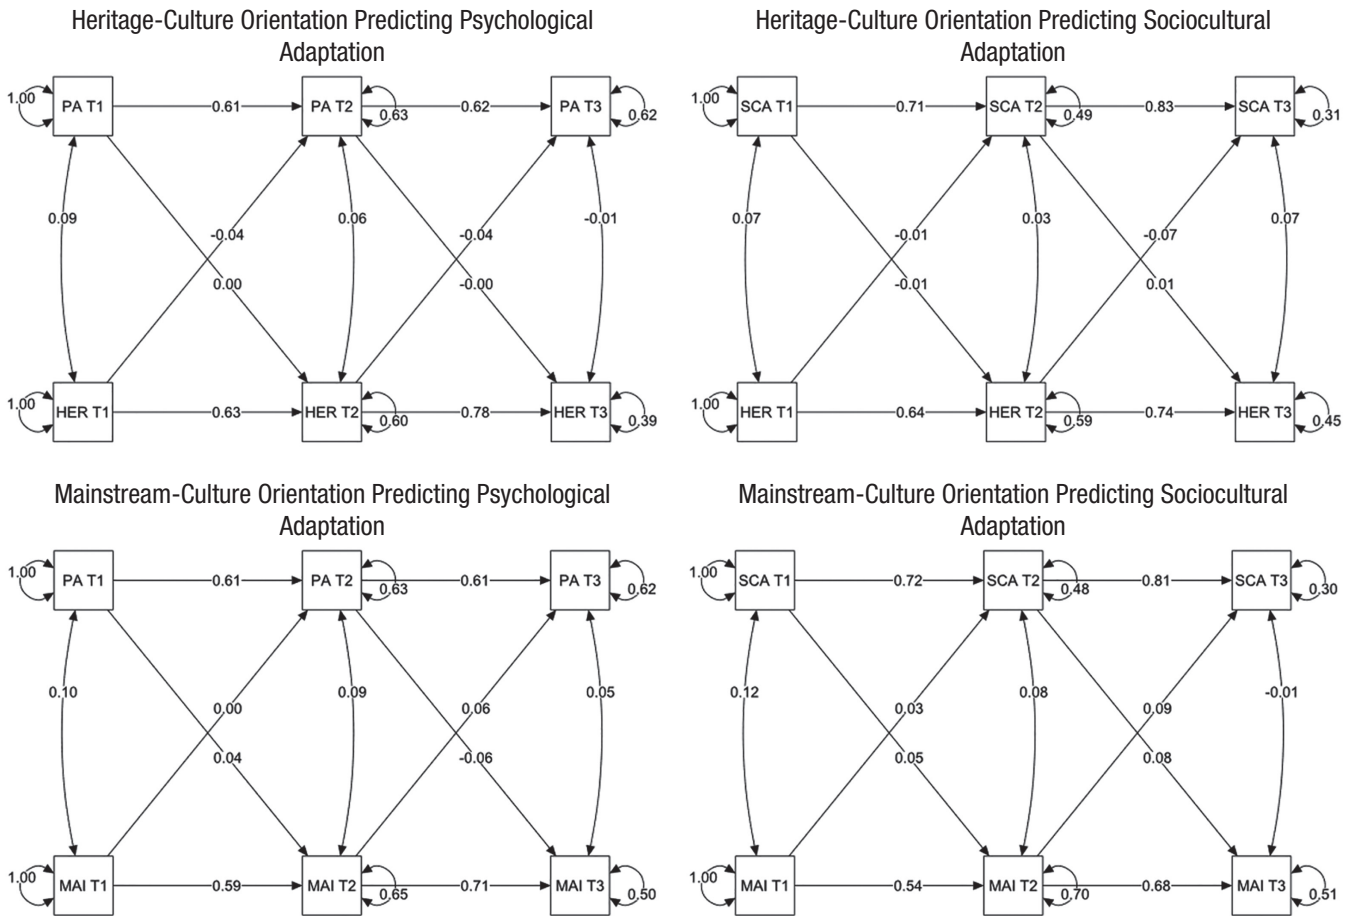 Heritage-Culture Orientation Predicting Psychological
Adaptation
1.00
PA T1
0.61
PA T2
0.63
0.62
PA T3
0.62
0.09
-0.04
0.00
0.06
-0.04
-0.00
-0.01
1.00
HER T1
0.63
HER T2
0.60
0.78
HER T3
0.39
Heritage-Culture Orientation Predicting Sociocultural
Adaptation
1.00
SCA T1
0.71
SCA T2
0.49
0.83
SCA T3
0.31
0.07
-0.01
-0.01
0.03
-0.07
0.01
0.07
1.00
HER T1
0.64
HER T2
0.59
0.74
HER T3
0.45
Mainstream-Culture Orientation Predicting Psychological
Adaptation
1.00
PA T1
0.61
PA T2
0.63
0.61
PA T3
0.62
0.10
0.00
0.04
0.09
0.06
-0.06
0.05
1.00
MAI T1
0.59
MAI T2
0.65
0.71
MAI T3
0.50
Mainstream-Culture Orientation Predicting Sociocultural
Adaptation
1.00
SCA T1
0.72
SCA T2
0.48
0.81
SCA T3
0.30
0.12
0.03
0.05
0.08
0.09
0.08
-0.01
1.00
MAI T1
0.54
MAI T2
0.70
0.68
MAI T3
0.51